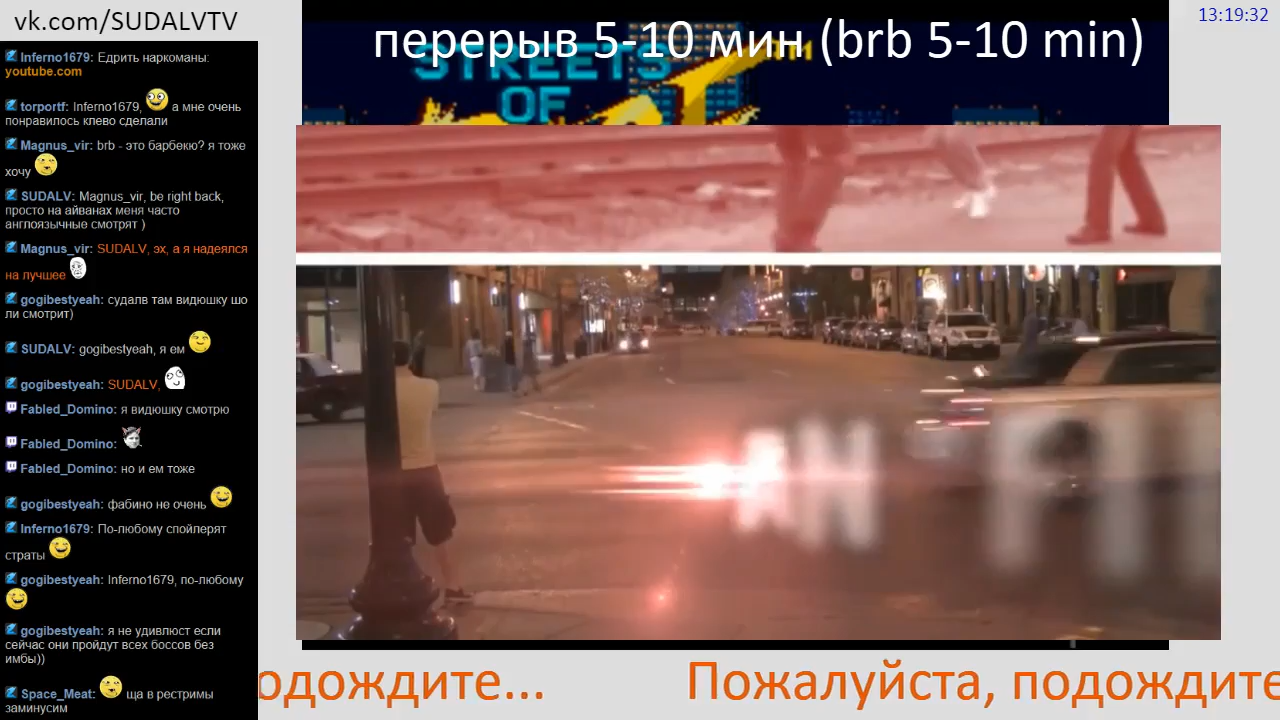 vk.com/SUDALVTV
13:19:32
перерыв 5-10 мин (brb 5-10 min)
STREETS
OF
Inferno1679: Едрить наркоманы:
youtube.com
torportf: Inferno1679, а мне очень
понравилось клево сделали
Magnus_vir: brb - это барбекю? я тоже
хочу
SUDALV: Magnus_vir, be right back,
просто на айванах меня часто
англоязычные смотрят )
Magnus_vir: SUDALV, эх, а я надеялся
на лучшее
gogibestyeah: судалв там видюшку шо
ли смотрит)
SUDALV: gogibestyeah, я ем
gogibestyeah: SUDALV,
Fabled_Domino: я видюшку смотрю
Fabled_Domino:
Fabled_Domino: но и ем тоже
gogibestyeah: фабино не очень
Inferno1679: По-любому спойлерят
страты
gogibestyeah: Inferno1679, по-любому
gogibestyeah: я не удивлюст если
сейчас они пройдут всех боссов без
имбы))
Space_Meat: ща в рестримы
заминусим
одождите... Пожалуйста, подождите